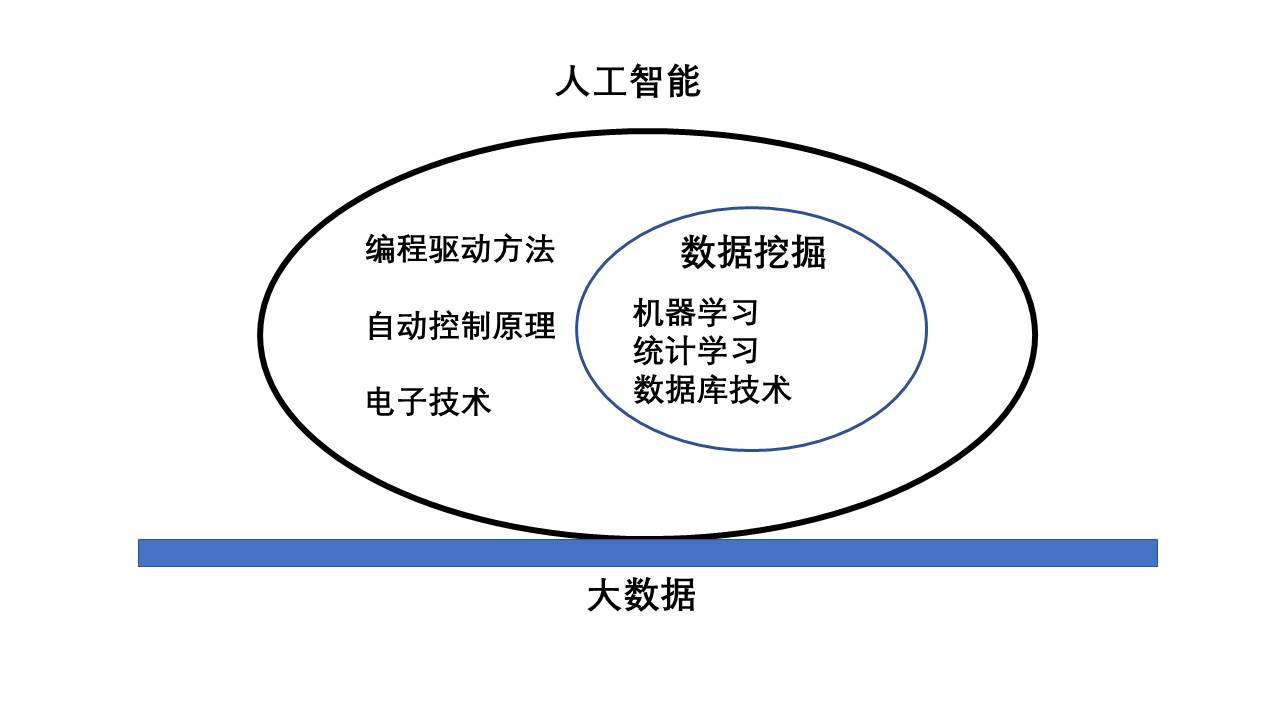 人工智能
编程驱动方法
自动控制原理
电子技术
数据挖掘
机器学习
统计学习
数据库技术
大数据